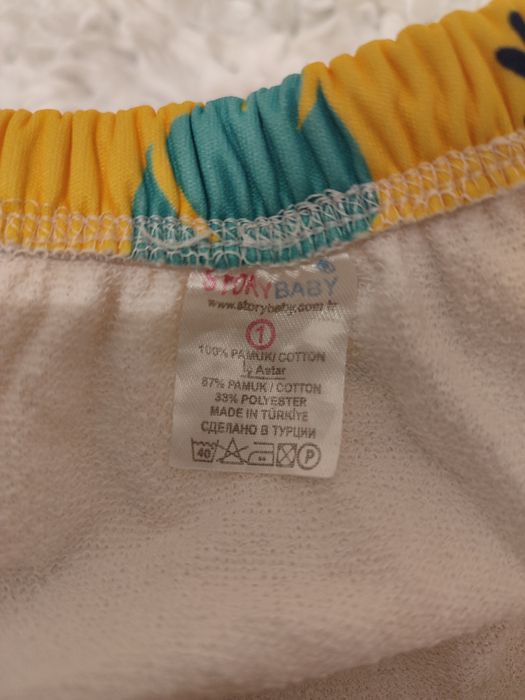 STORYBABY
www.storybaby.com.tr
1
100% PAMUK/ COTTON
İç Astar
67% PAMUK / COTTON
33% POLYESTER
MADE IN TÜRKİYE
СДЕЛАНО В ТУРЦИИ
40 P